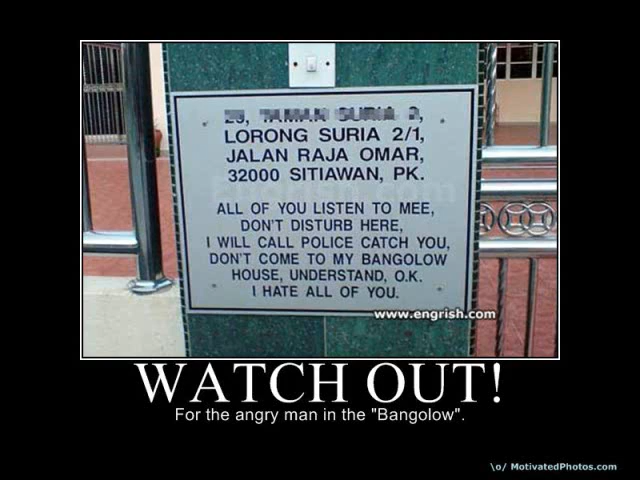 LORONG SURIA 2/1,
JALAN RAJA OMAR,
32000 SITIAWAN, PK.
ALL OF YOU LISTEN TO MEE,
DON'T DISTURB HERE,
I WILL CALL POLICE CATCH YOU,
DON'T COME TO MY BANGOLOW
HOUSE, UNDERSTAND, O.K.
I HATE ALL OF YOU.
www.engrish.com
WATCH OUT!
For the angry man in the "Bangolow".
\o/ MotivatedPhotos.com